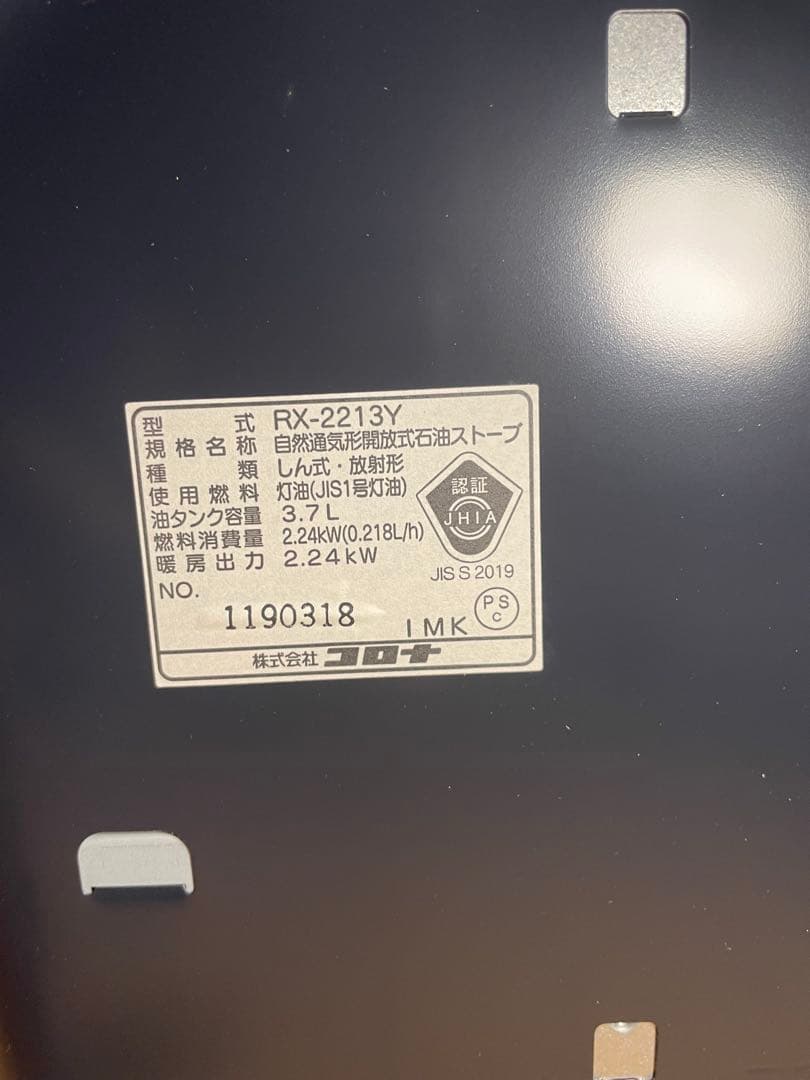 型 式 RX-2213Y
規格名称 自然通気形開放式石油ストーブ
種 類 しん式・放射形
使用燃料 灯油(JIS1号灯油)
油タンク容量 3.7L
燃料消費量 2.24kW(0.218L/h)
暖房出力 2.24kW
認証
JHIA
JIS S 2019
NO.
1190318
IMK
PS
C
株式会社 コロナ